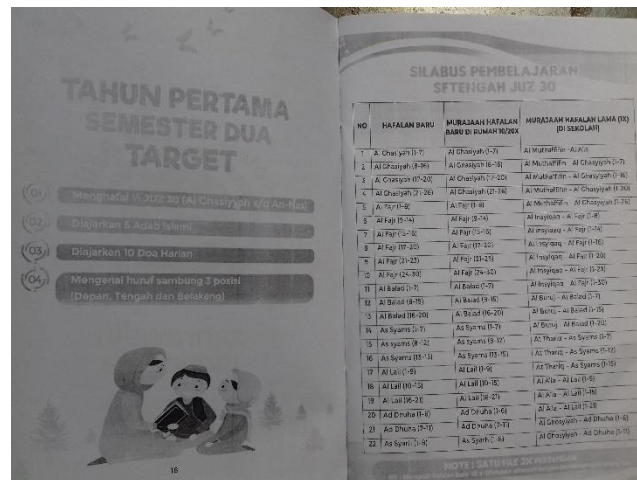 TAHUN PERTAMA
SEMESTER DUA
TARGET
01 Menghafal ½ JUZ 30 (Al Ghasiyyah s/d An-Nas)
02 Diajarkan 5 Adab Islami
03 Diajarkan 10 Doa Harian
04 Mengenal huruf sambung 3 posisi
(Depan, Tengah dan Belakang)
18
SILABUS PEMBELAJARAN
SETENGAH JUZ 30
NO HAFALAN BARU MURAJAAH HAFALAN BARU DI RUMAH 10/20X MURAJAAH HAFALAN LAMA (1X) (DI SEKOLAH)
1 Al Ghasiyah (1-7) Al Ghasiyah (1-7) Al Muthaffifin - Al A'la
2 Al Ghasiyah (8-16) Al Ghasiyah (8-16) Al Muthaffifin - Al Ghasyiyah (1-7)
3 Al Ghasiyah (17-20) Al Ghasiyah (17-20) Al Muthaffifin - Al Ghasyiyah (1-16)
4 Al Ghasiyah (21-26) Al Ghasiyah (21-26) Al Muthaffifin - Al Ghasyiyah (1-20)
5 Al Fajr (1-8) Al Fajr (1-8) Al Muthaffifin - Al Ghasyiyah (1-26)
6 Al Fajr (9-14) Al Fajr (9-14) Al Insyiqaq - Al Fajr (1-8)
7 Al Fajr (15-16) Al Fajr (15-16) Al Insyiqaq - Al Fajr (1-14)
8 Al Fajr (17-20) Al Fajr (17-20) Al Insyiqaq - Al Fajr (1-16)
9 Al Fajr (21-23) Al Fajr (21-23) Al Insyiqaq - Al Fajr (1-20)
10 Al Fajr (24-30) Al Fajr (24-30) Al Insyiqaq - Al Fajr (1-23)
11 Al Balad (1-7) Al Balad (1-7) Al Insyiqaq - Al Fajr (1-30)
12 Al Balad (8-15) Al Balad (8-15) Al Buruj - Al Balad (1-7)
13 Al Balad (16-20) Al Balad (16-20) Al Buruj - Al Balad (1-15)
14 As Syams (1-7) As Syams (1-7) Al Buruj - Al Balad (1-20)
15 As syams (8-12) As syams (8-12) At Thariq - As Syams (1-7)
16 As Syams (13-15) As Syams (13-15) At Thariq - As Syams (1-12)
17 Al Lail (1-9) Al Lail (1-9) At Thariq - As Syams (1-15)
18 Al Lail (10-15) Al Lail (10-15) Al A'la - Al Lail (1-9)
19 Al Lail (16-21) Al Lail (16-21) Al A'la - Al Lail (1-15)
20 Ad Dhuha (1-6) Ad Dhuha (1-6) Al A'la - Al Lail (1-21)
21 Ad Dhuha (7-11) Ad Dhuha (7-11) Al Ghosyiyah - Ad Dhuha (1-6)
22 As Syarh (1-8) As Syarh (1-8) Al Ghosyiyah - Ad Dhuha (1-11)
NOTE : SATU FILE 2X PERTEMUAN